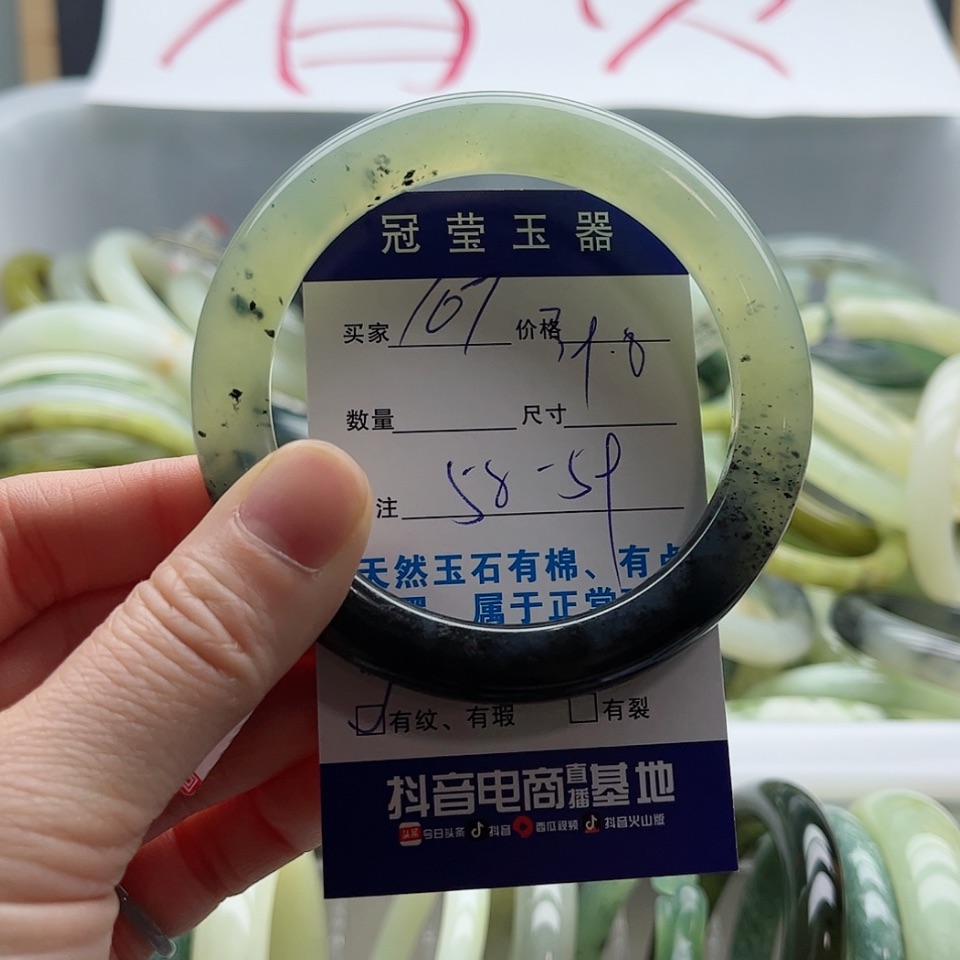 冠莹玉器
买家 107 价格
数量 尺寸
注 58-59
天然玉石有棉、有点
属于正常
有纹、有瑕 有裂
抖音电商直播基地
头条 今日头条 抖音 西瓜视频 抖音火山版